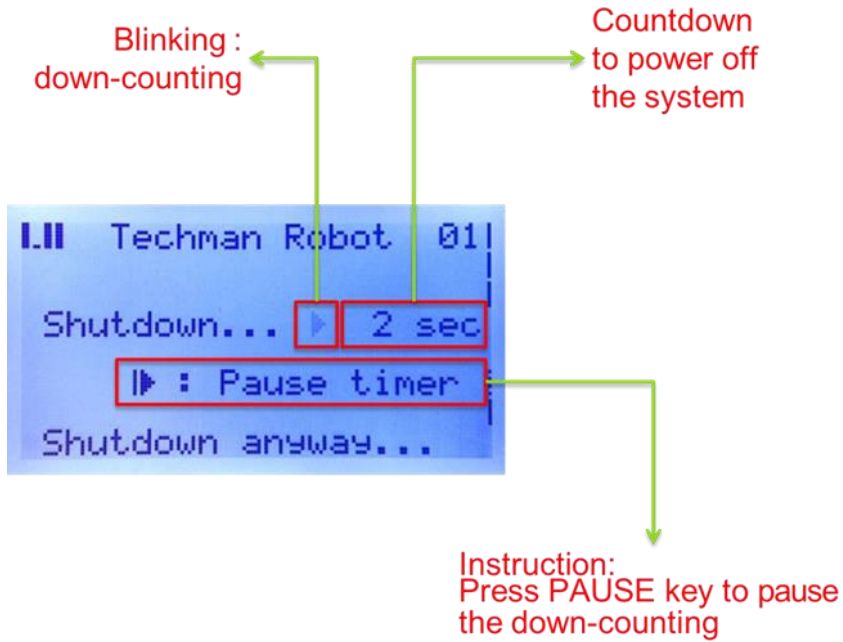 Blinking :
down-counting
Countdown
to power off
the system
Techman Robot 01
Shutdown... 2 sec
: Pause timer
Shutdown anyway...
Instruction:
Press PAUSE key to pause
the down-counting